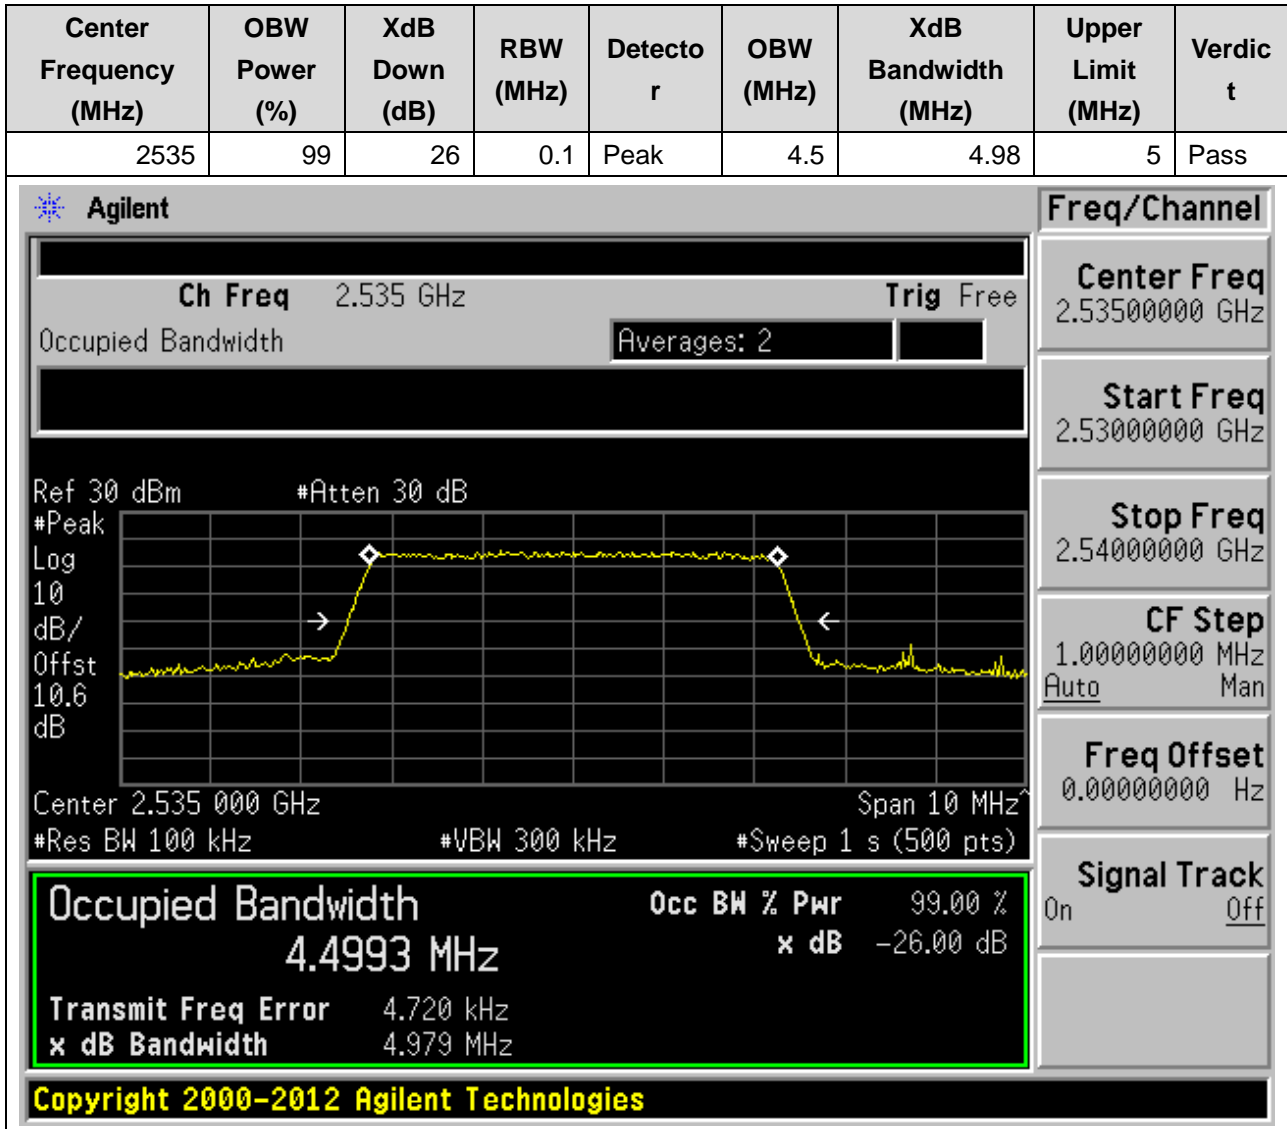 Center Frequency (MHz) OBW Power (%) XdB Down (dB) RBW (MHz) Detecto r OBW (MHz) XdB Bandwidth (MHz) Upper Limit (MHz) Verdic t
2535 99 26 0.1 Peak 4.5 4.98 5 Pass
Agilent
Freq/Channel
Ch Freq 2.535 GHz Trig Free
Occupied Bandwidth Averages: 2
Center Freq
2.53500000 GHz
Start Freq
2.53000000 GHz
Stop Freq
2.54000000 GHz
CF Step
1.00000000 MHz
Auto Man
Freq Offset
0.00000000 Hz
Signal Track
On Off
Ref 30 dBm #Atten 30 dB
#Peak
Log
10
dB/
Offst
10.6
dB
Center 2.535 000 GHz Span 10 MHz^
#Res BW 100 kHz #VBW 300 kHz #Sweep 1 s (500 pts)
Occupied Bandwidth Occ BW % Pwr 99.00 %
4.4993 MHz x dB -26.00 dB
Transmit Freq Error 4.720 kHz
x dB Bandwidth 4.979 MHz
Copyright 2000-2012 Agilent Technologies